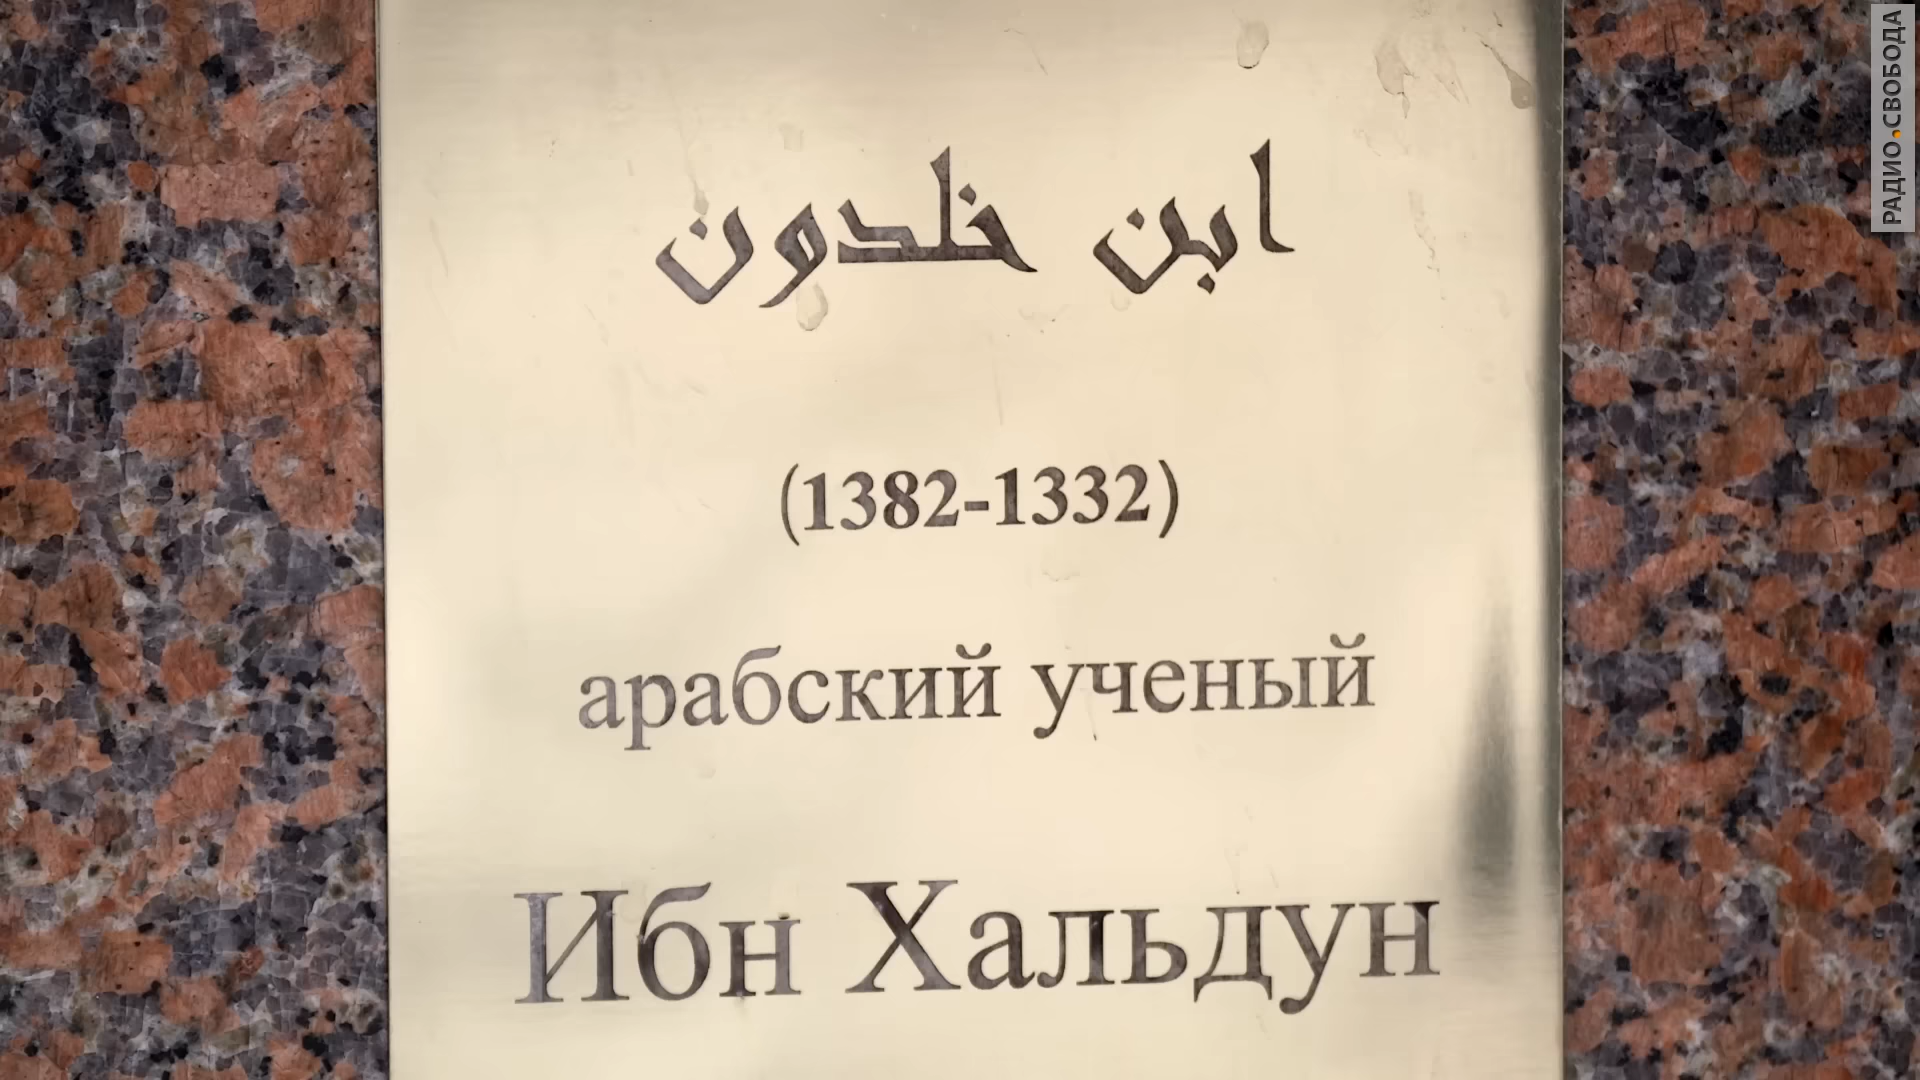 ابن خلدون
(1382-1332)
арабский ученый
Ибн Хальдун
РАДИО СВОБОДА